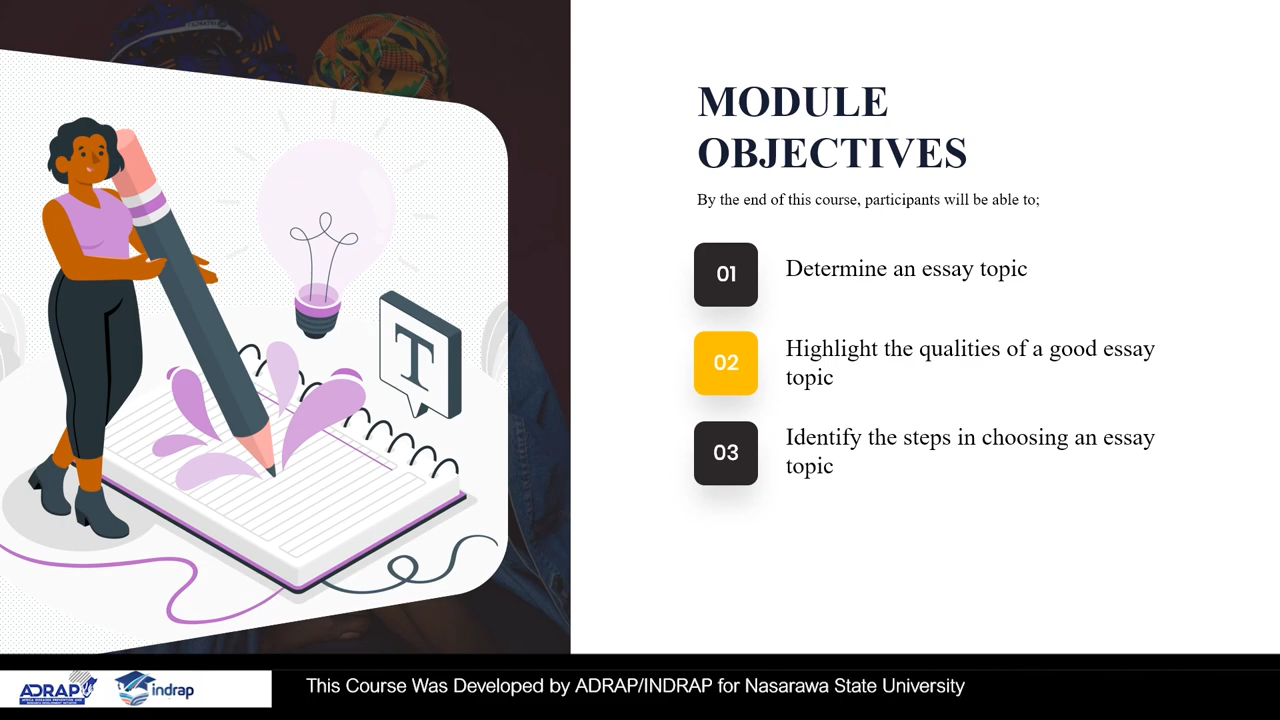 MODULE
OBJECTIVES
By the end of this course, participants will be able to;
01
Determine an essay topic
02
Highlight the qualities of a good essay
topic
03
Identify the steps in choosing an essay
topic
T
ADRAP
indrap
This Course Was Developed by ADRAP/INDRAP for Nasarawa State University